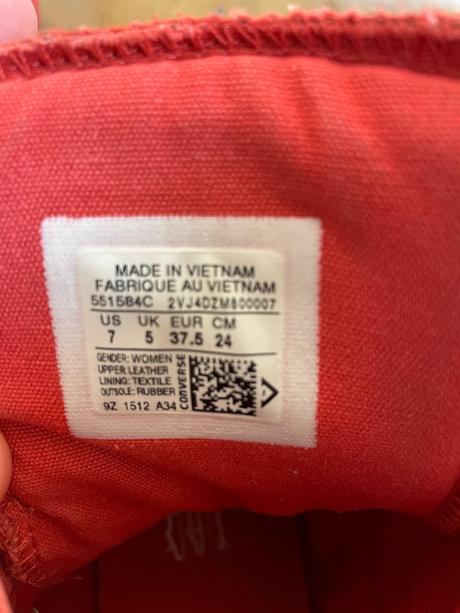 MADE IN VIETNAM
FABRIQUE AU VIETNAM
551584C 2VJ4DZM800007
US UK EUR CM
7 5 37.5 24
GENDER: WOMEN
UPPER: LEATHER
LINING: TEXTILE
OUTSOLE: RUBBER
CONVERSE
9Z 1512 A34